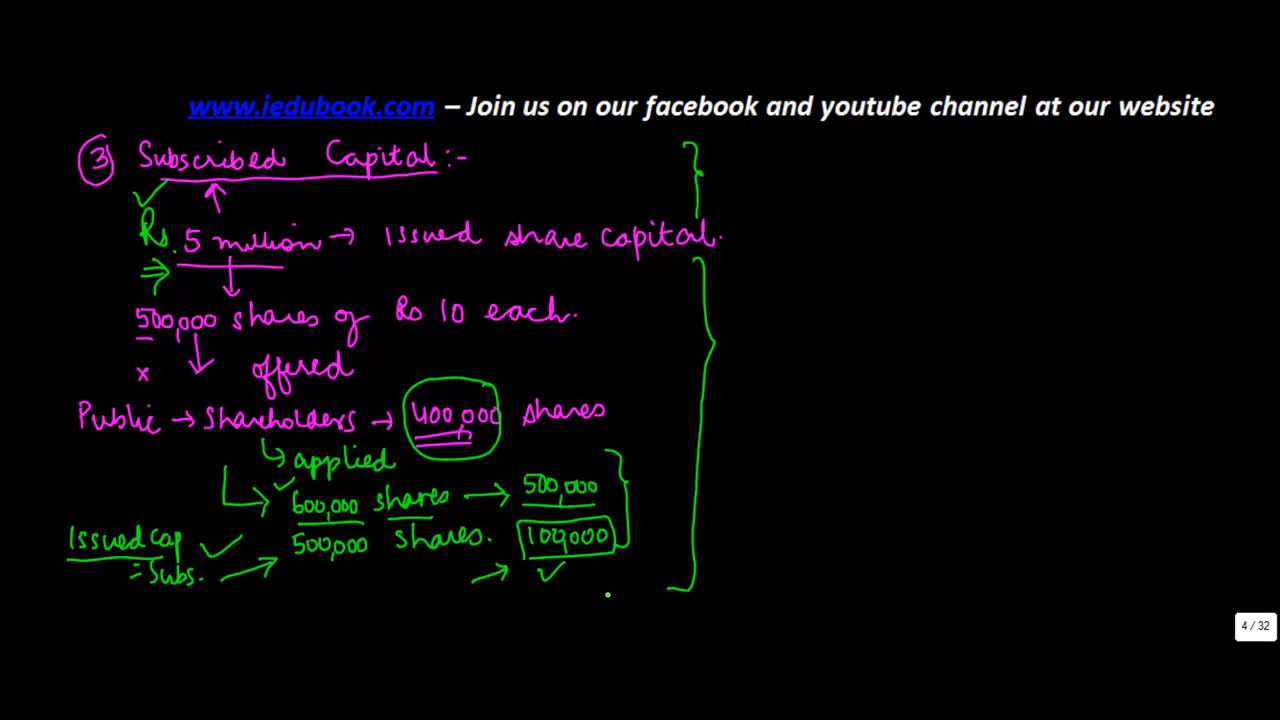 www.iedubook.com – Join us on our facebook and youtube channel at our website
③ Subscribed Capital :-
Rs. 5 million → Issued share capital.
⇒
500,000 shares of Rs 10 each.
x offered
Public → Shareholders → 400,000 shares
↳ applied
600,000 shares → 500,000
Issued Cap 500,000 shares. 100,000
= Subs.
4 / 32